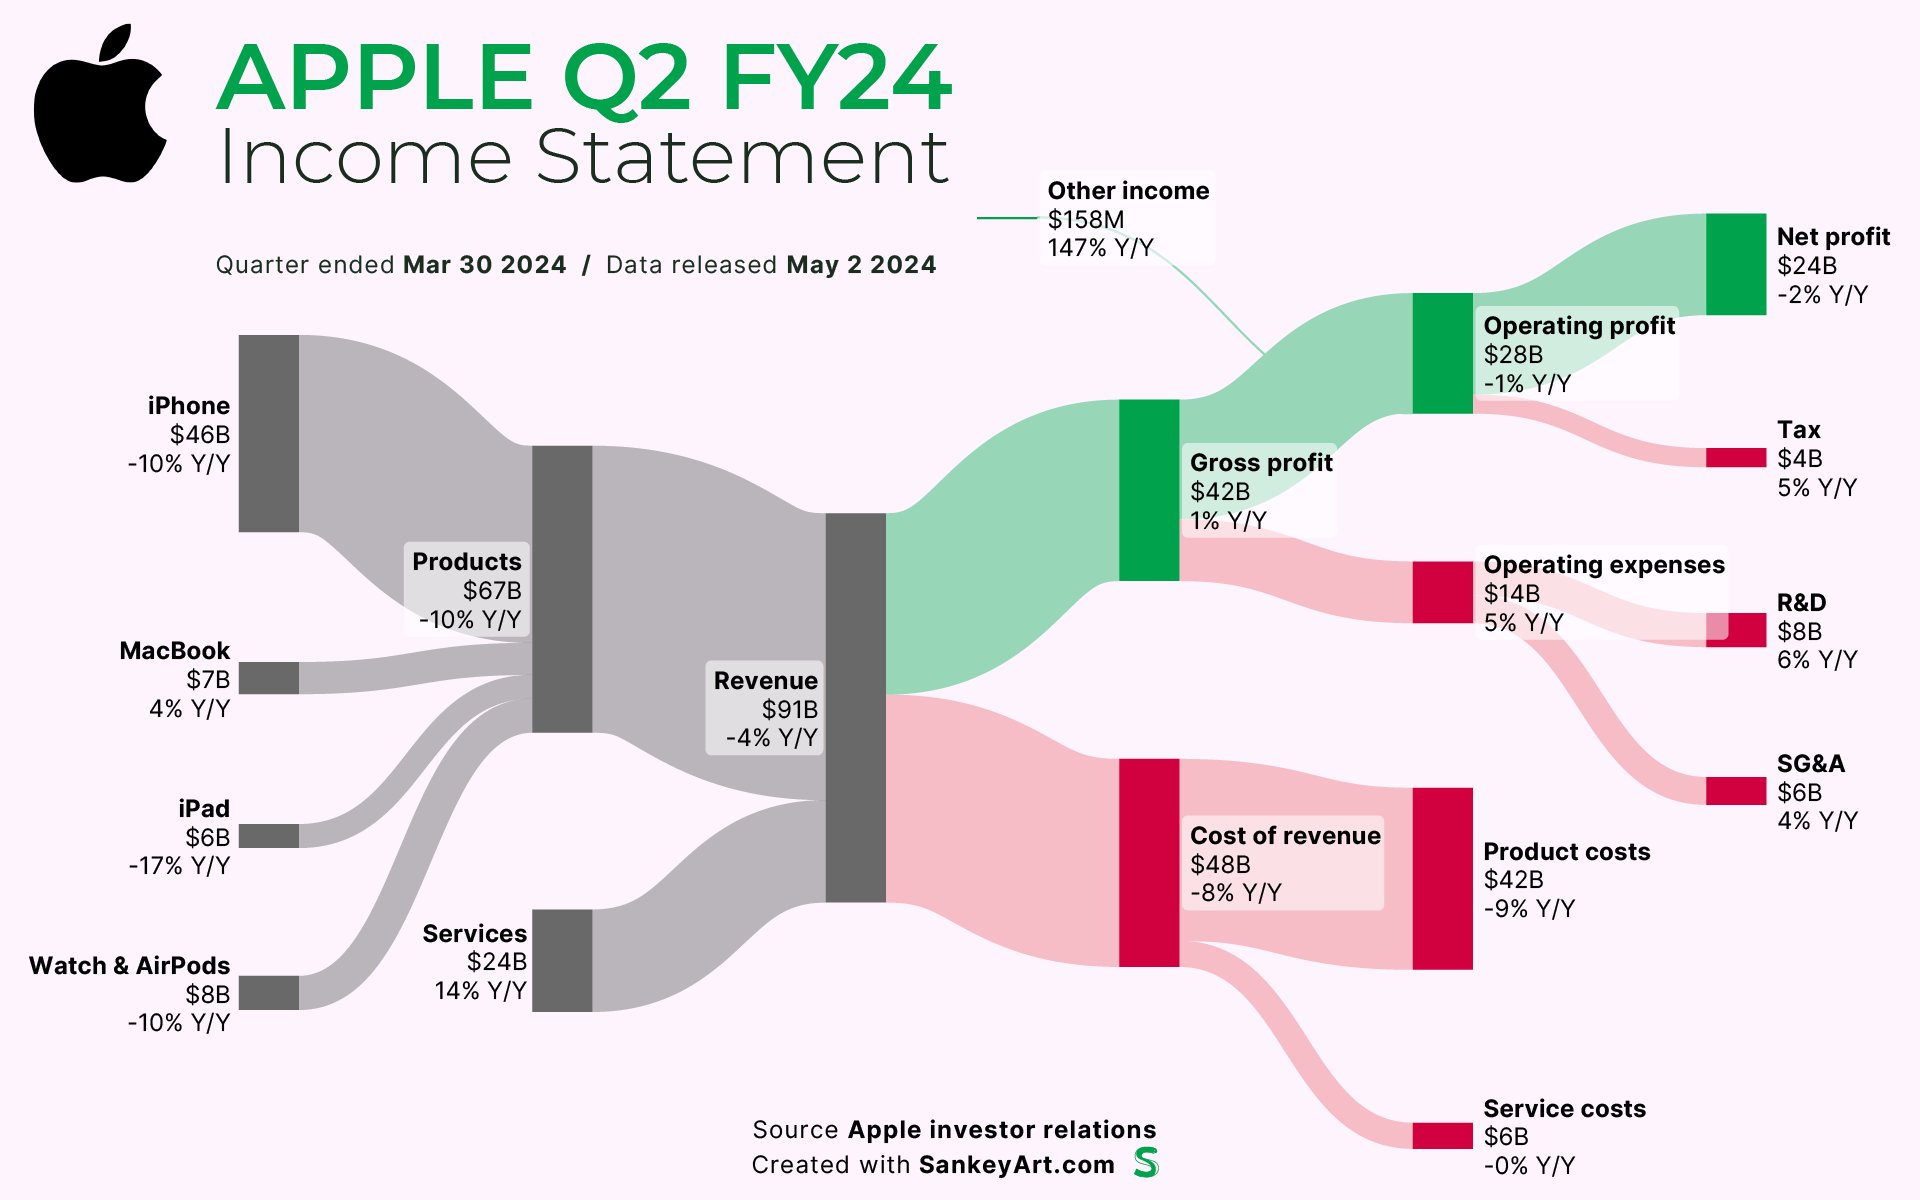 APPLE Q2 FY24
Income Statement
Quarter ended Mar 30 2024 / Data released May 2 2024
Other income
$158M
147% Y/Y
Net profit
$24B
-2% Y/Y
Operating profit
$28B
-1% Y/Y
Tax
$4B
5% Y/Y
iPhone
$46B
-10% Y/Y
Gross profit
$42B
1% Y/Y
Products
$67B
-10% Y/Y
Operating expenses
$14B
5% Y/Y
R&D
$8B
6% Y/Y
MacBook
$7B
4% Y/Y
Revenue
$91B
-4% Y/Y
SG&A
$6B
4% Y/Y
iPad
$6B
-17% Y/Y
Cost of revenue
$48B
-8% Y/Y
Product costs
$42B
-9% Y/Y
Services
$24B
14% Y/Y
Watch & AirPods
$8B
-10% Y/Y
Service costs
$6B
-0% Y/Y
Source Apple investor relations
Created with SankeyArt.com S